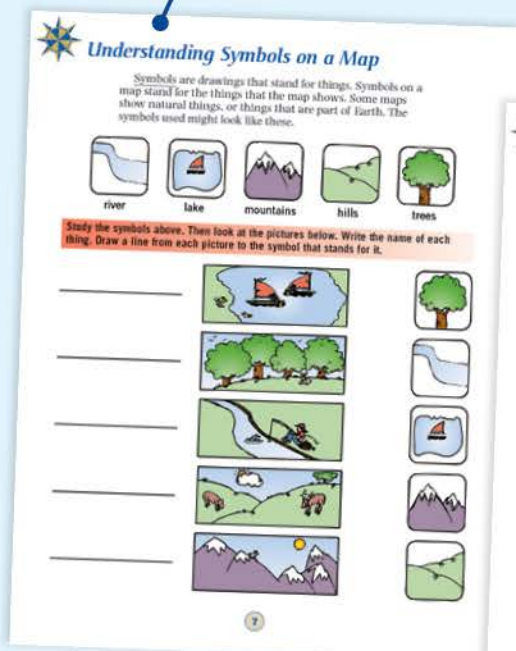 Understanding Symbols on a Map
Symbols are drawings that stand for things. Symbols on a
map stand for the things that the map shows. Some maps
show natural things, or things that are part of Earth. The
symbols used might look like these.
river lake mountains hills trees
Study the symbols above. Then look at the pictures below. Write the name of each
thing. Draw a line from each picture to the symbol that stands for it.
7